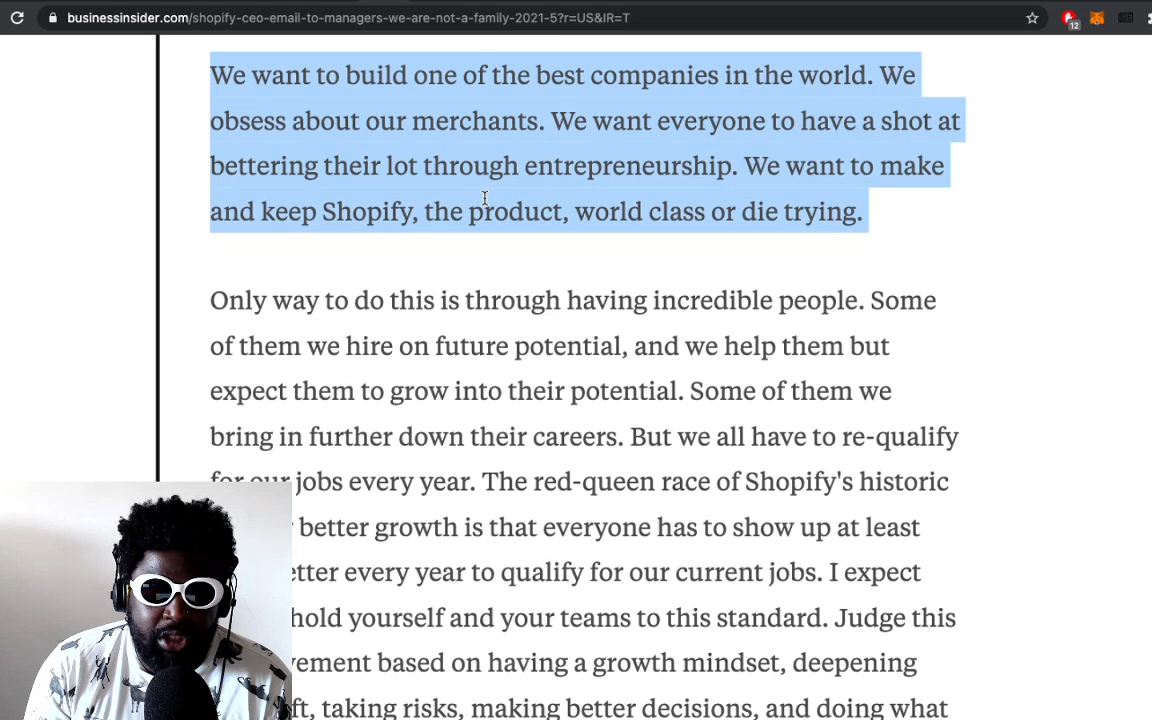 businessinsider.com/shopify-ceo-email-to-managers-we-are-not-a-family-2021-5?r=US&IR=T
12
We want to build one of the best companies in the world. We
obsess about our merchants. We want everyone to have a shot at
bettering their lot through entrepreneurship. We want to make
and keep Shopify, the product, world class or die trying.
Only way to do this is through having incredible people. Some
of them we hire on future potential, and we help them but
expect them to grow into their potential. Some of them we
bring in further down their careers. But we all have to re-qualify
for our jobs every year. The red-queen race of Shopify's historic
better growth is that everyone has to show up at least
every year to qualify for our current jobs. I expect
hold yourself and your teams to this standard. Judge this
based on having a growth mindset, deepening
taking risks, making better decisions, and doing what